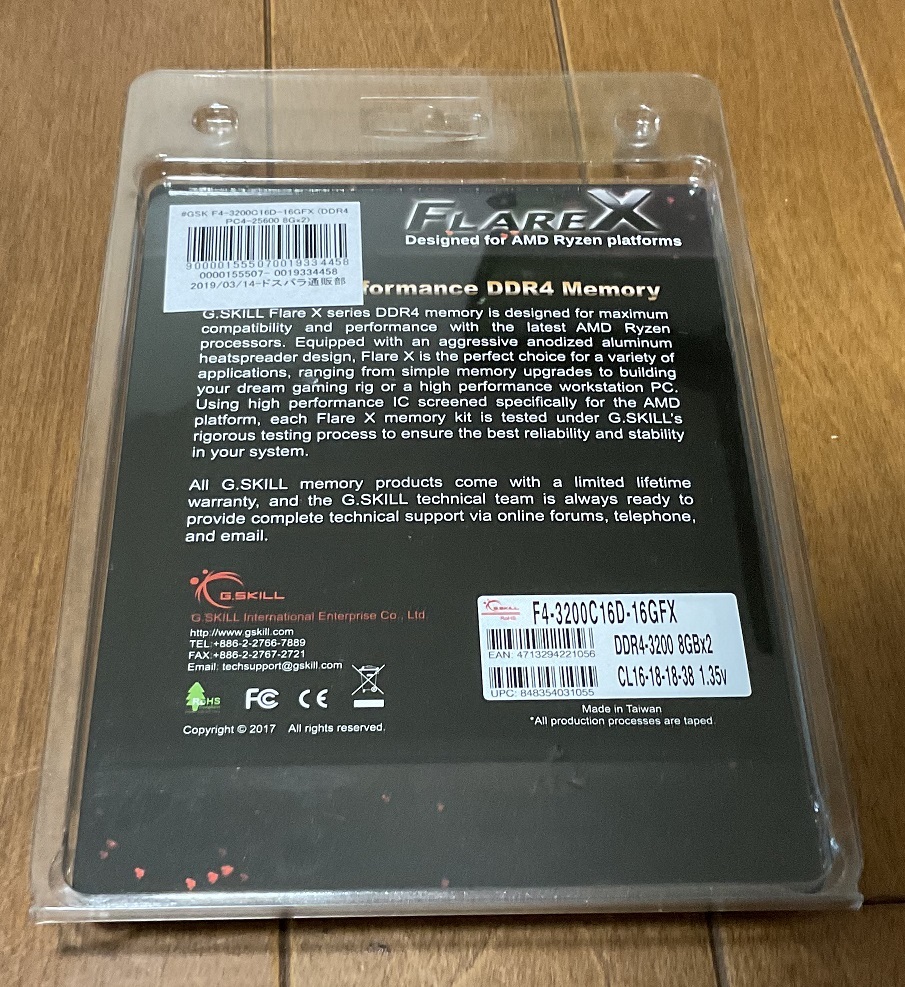 #GSK F4-3200C16D-16GFX (DDR4
PC4-25600 8Gx2)
9000015550700 19334458
0000155507- 0019334458
2019/03/14-ドスパラ通販部
FLARE X
Designed for AMD Ryzen platforms
formance DDR4 Memory
G.SKILL Flare X series DDR4 memory is designed for maximum
compatibility and performance with the latest AMD Ryzen
processors. Equipped with an aggressive anodized aluminum
heatspreader design, Flare X is the perfect choice for a variety of
applications, ranging from simple memory upgrades to building
your dream gaming rig or a high performance workstation PC.
Using high performance IC screened specifically for the AMD
platform, each Flare X memory kit is tested under G.SKILL's
rigorous testing process to ensure the best reliability and stability
in your system.
All G.SKILL memory products come with a limited lifetime
warranty, and the G.SKILL technical team is always ready to
provide complete technical support via online forums, telephone,
and email.
G.SKILL
G.SKILL International Enterprise Co., Ltd
http://www.gskill.com
TEL:+886-2-2766-7889
FAX:+886-2-2767-2721
Email: techsupport@gskill.com
RoHS
FC CE
Copyright © 2017 All rights reserved.
G.SKILL
F4-3200C16D-16GFX
DDR4-3200 8GBx2
EAN: 4713294221056
CL16-18-18-38 1.35v
UPC: 848354031055
Made in Taiwan
*All production processes are taped.